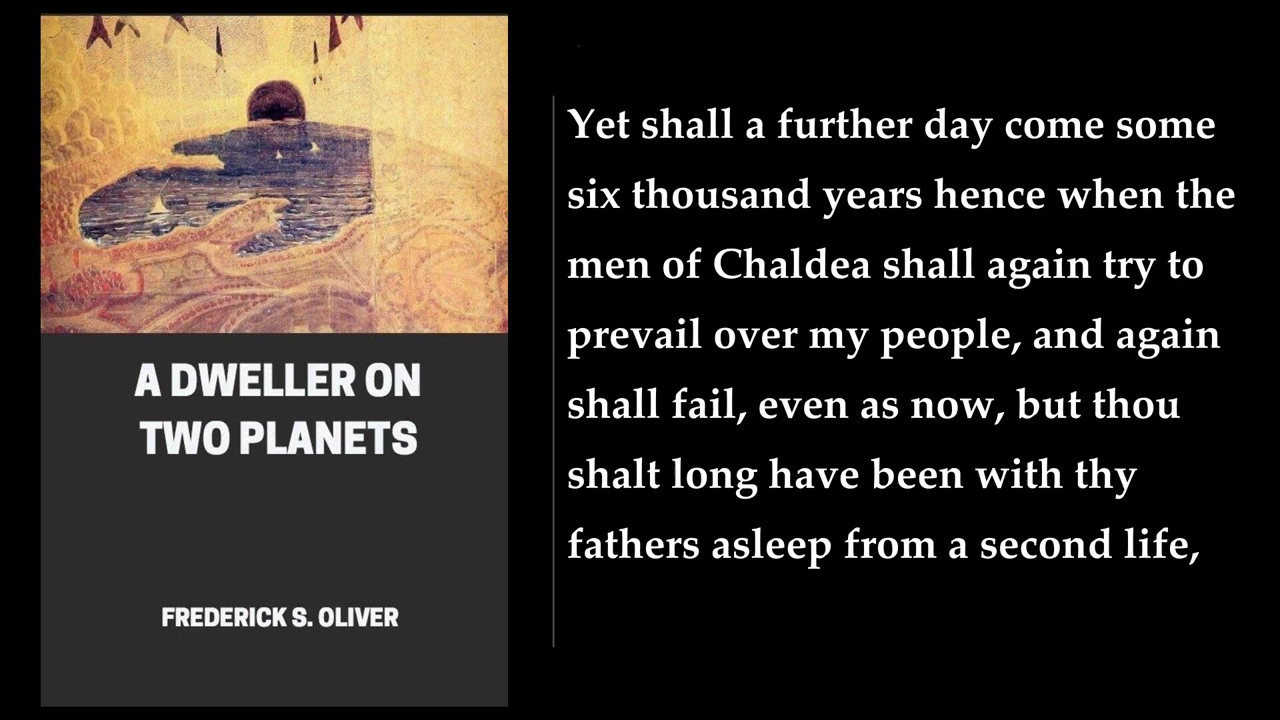 A DWELLER ON
TWO PLANETS
FREDERICK S. OLIVER
Yet shall a further day come some
six thousand years hence when the
men of Chaldea shall again try to
prevail over my people, and again
shall fail, even as now, but thou
shalt long have been with thy
fathers asleep from a second life,